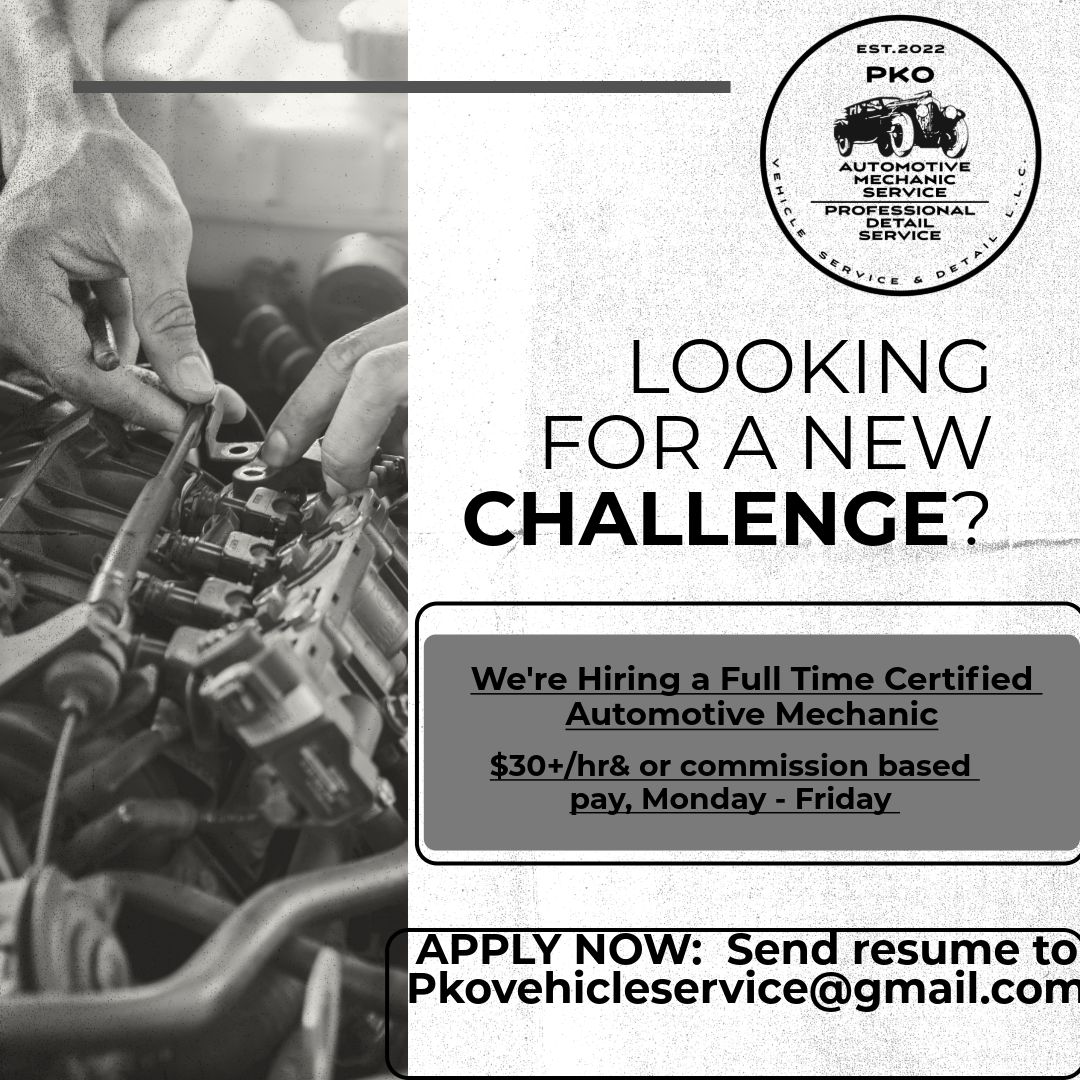 EST.2022
PKO
AUTOMOTIVE
MECHANIC
SERVICE
PROFESSIONAL
DETAIL
SERVICE
VEHICLE SERVICE & DETAIL L.L.C.
LOOKING
FOR A NEW
CHALLENGE?
We're Hiring a Full Time Certified
Automotive Mechanic
$30+/hr& or commission based
pay, Monday - Friday
APPLY NOW: Send resume to
Pkovehicleservice@gmail.com